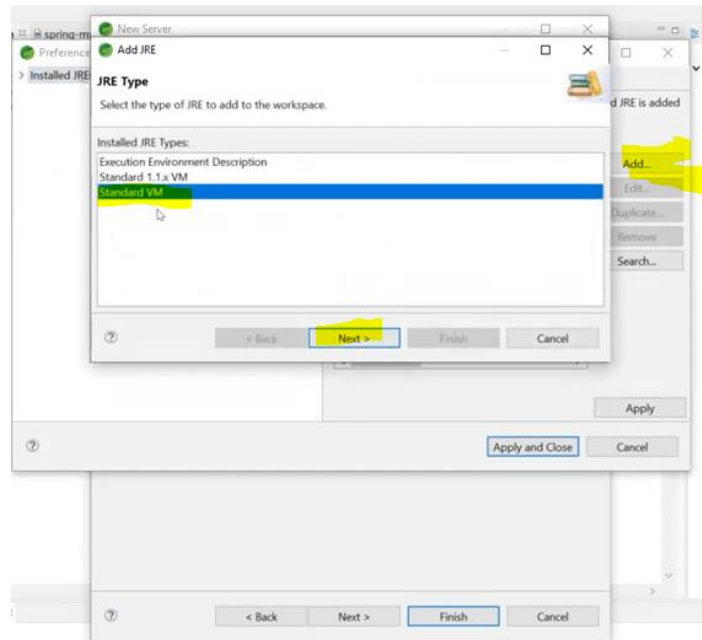 spring-m
New Server
Preference
Add JRE
Installed JRE
JRE Type
Select the type of JRE to add to the workspace.
d JRE is added
Installed JRE Types:
Execution Environment Description
Standard 1.1.x VM
Standard VM
Add...
Edit...
Duplicate...
Remove
Search...
< Back
Next >
Finish
Cancel
Apply
Apply and Close
Cancel
< Back
Next >
Finish
Cancel